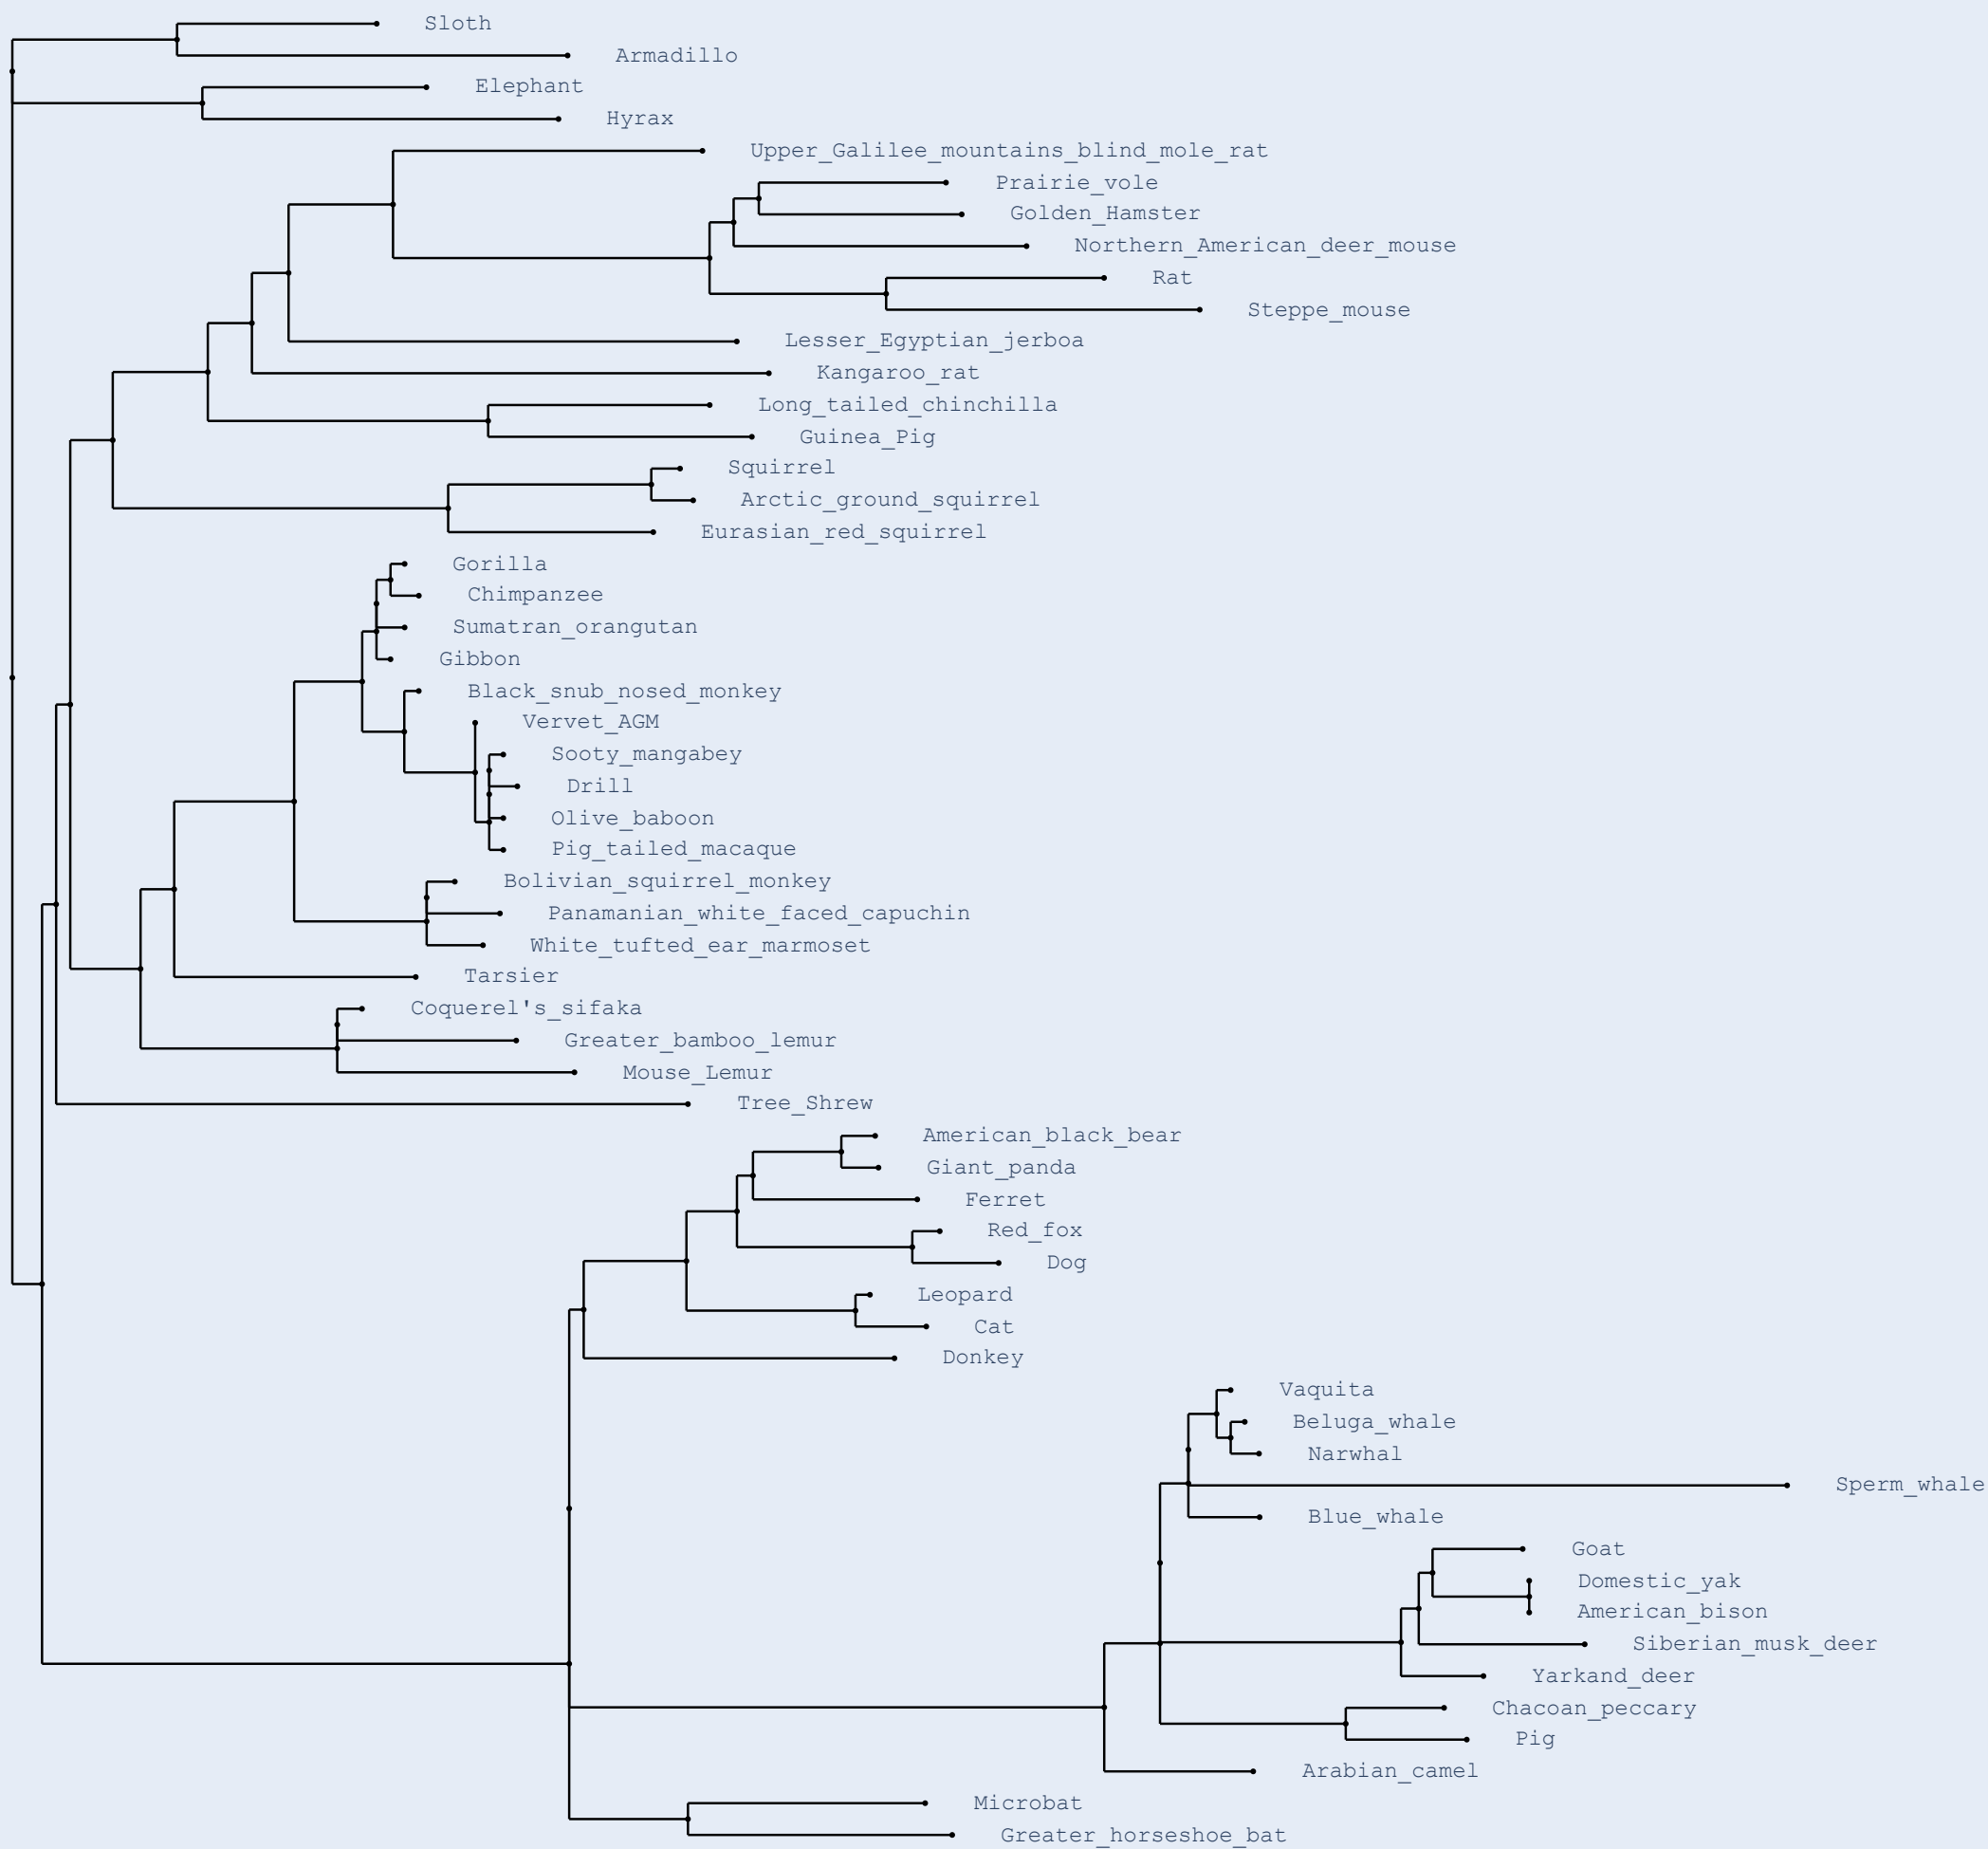 Sloth
Armadillo
Elephant
Hyrax
Upper_Galilee_mountains_blind_mole_rat
Prairie_vole
Golden_Hamster
Northern_American_deer_mouse
Rat
Steppe_mouse
Lesser_Egyptian_jerboa
Kangaroo_rat
Long_tailed_chinchilla
Guinea_Pig
Squirrel
Arctic_ground_squirrel
Eurasian_red_squirrel
Gorilla
Chimpanzee
Sumatran_orangutan
Gibbon
Black_snub_nosed_monkey
Vervet_AGM
Sooty_mangabey
Drill
Olive_baboon
Pig_tailed_macaque
Bolivian_squirrel_monkey
Panamanian_white_faced_capuchin
White_tufted_ear_marmoset
Tarsier
Coquerel's_sifaka
Greater_bamboo_lemur
Mouse_Lemur
Tree_Shrew
American_black_bear
Giant_panda
Ferret
Red_fox
Dog
Leopard
Cat
Donkey
Vaquita
Beluga_whale
Narwhal
Sperm_whale
Blue_whale
Goat
Domestic_yak
American_bison
Siberian_musk_deer
Yarkand_deer
Chacoan_peccary
Pig
Arabian_camel
Microbat
Greater_horseshoe_bat